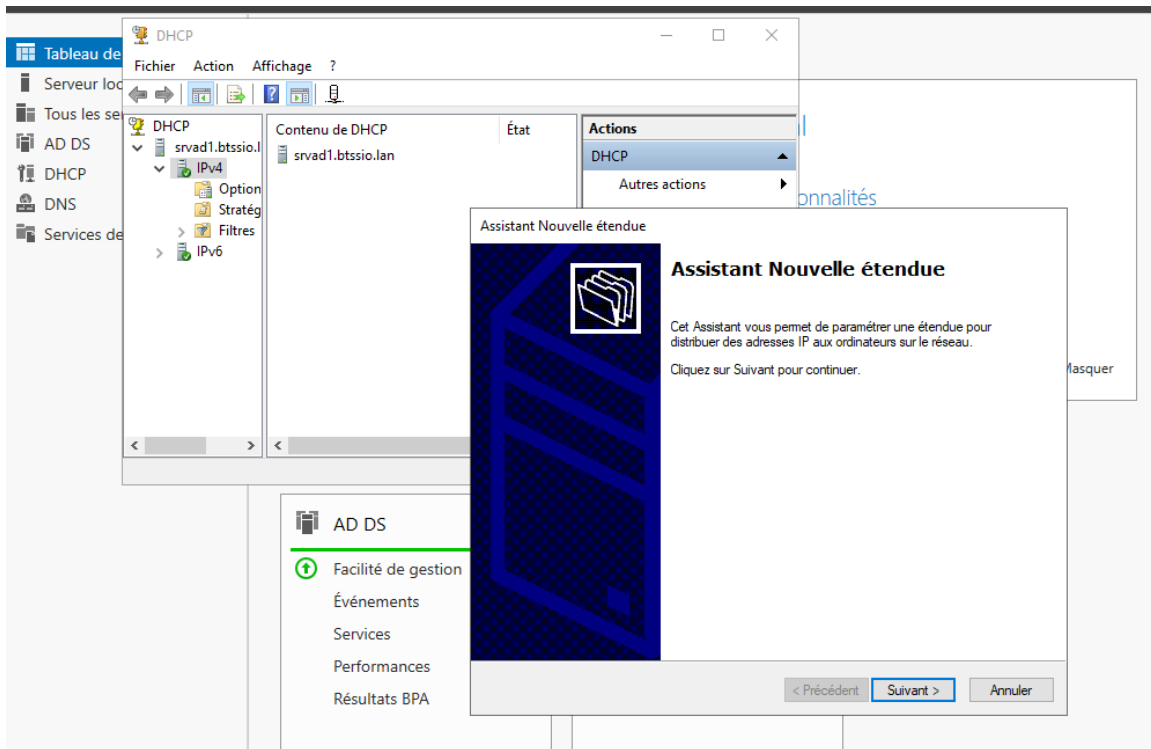 DHCP
Fichier Action Affichage ?
Tableau de
Serveur loc
Tous les se
AD DS
DHCP
DNS
Services de
DHCP
srvad1.btssio.l
IPv4
Option
Stratég
Filtres
IPv6
Contenu de DHCP État
srvad1.btssio.lan
Actions
DHCP
Autres actions
l
onnalités
Masquer
Assistant Nouvelle étendue
Assistant Nouvelle étendue
Cet Assistant vous permet de paramétrer une étendue pour
distribuer des adresses IP aux ordinateurs sur le réseau.
Cliquez sur Suivant pour continuer.
< Précédent Suivant > Annuler
AD DS
Facilité de gestion
Événements
Services
Performances
Résultats BPA